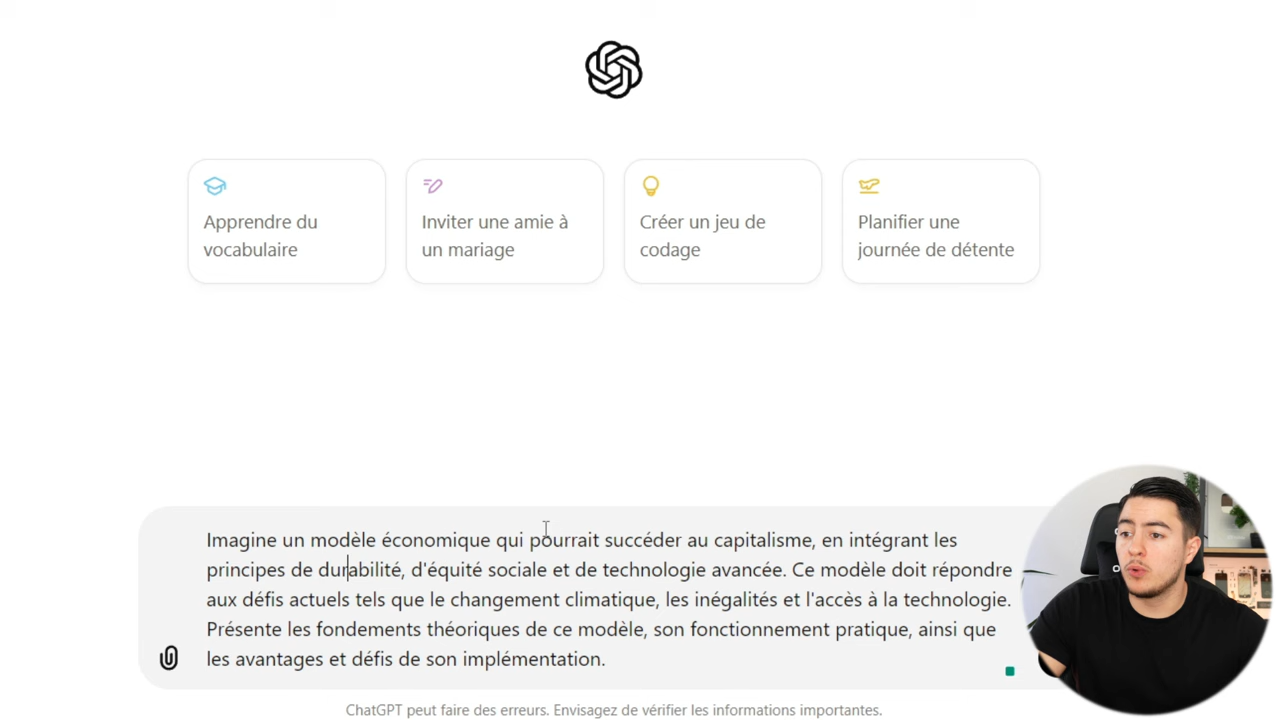 Apprendre du
vocabulaire
Inviter une amie à
un mariage
Créer un jeu de
codage
Planifier une
journée de détente
Imagine un modèle économique qui pourrait succéder au capitalisme, en intégrant les
principes de durabilité, d'équité sociale et de technologie avancée. Ce modèle doit répondre
aux défis actuels tels que le changement climatique, les inégalités et l'accès à la technologie.
Présente les fondements théoriques de ce modèle, son fonctionnement pratique, ainsi que
les avantages et défis de son implémentation.
ChatGPT peut faire des erreurs. Envisagez de vérifier les informations importantes.